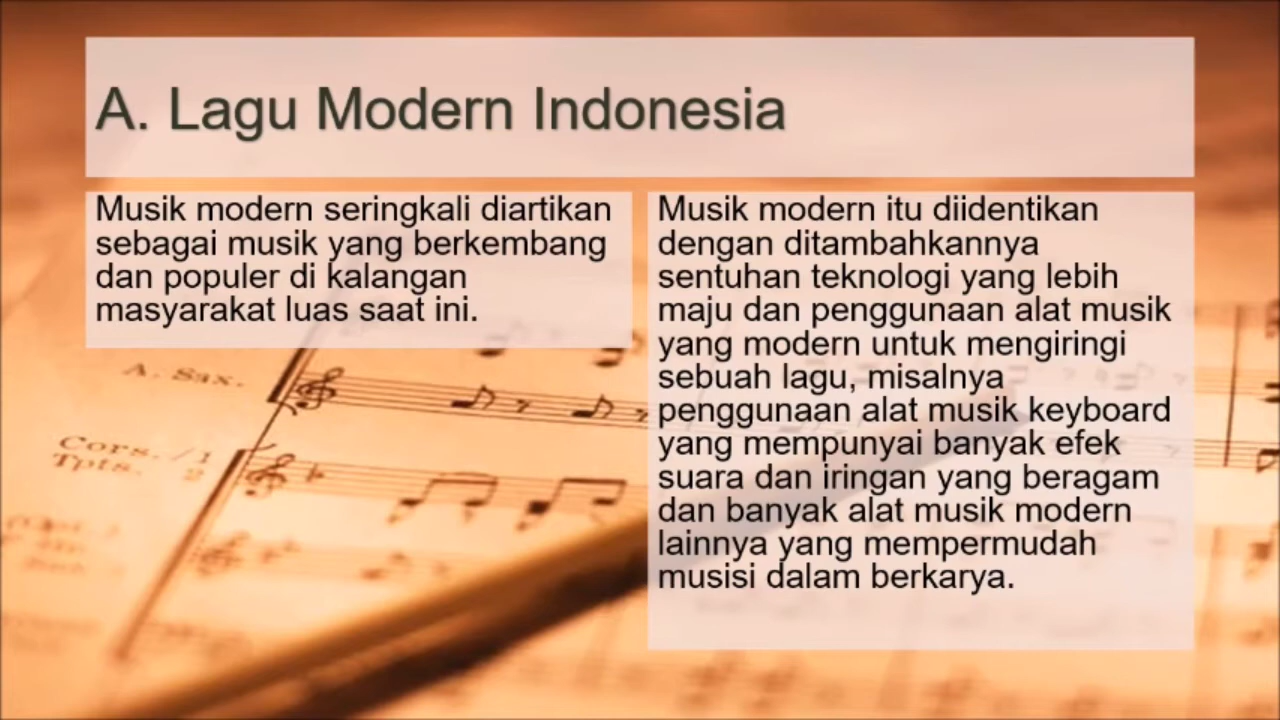 A. Lagu Modern Indonesia
Musik modern seringkali diartikan
sebagai musik yang berkembang
dan populer di kalangan
masyarakat luas saat ini.
Musik modern itu diidentikan
dengan ditambahkannya
sentuhan teknologi yang lebih
maju dan penggunaan alat musik
yang modern untuk mengiringi
sebuah lagu, misalnya
penggunaan alat musik keyboard
yang mempunyai banyak efek
suara dan iringan yang beragam
dan banyak alat musik modern
lainnya yang mempermudah
musisi dalam berkarya.
A. Sax.
Cors. /1
Tpts. 2